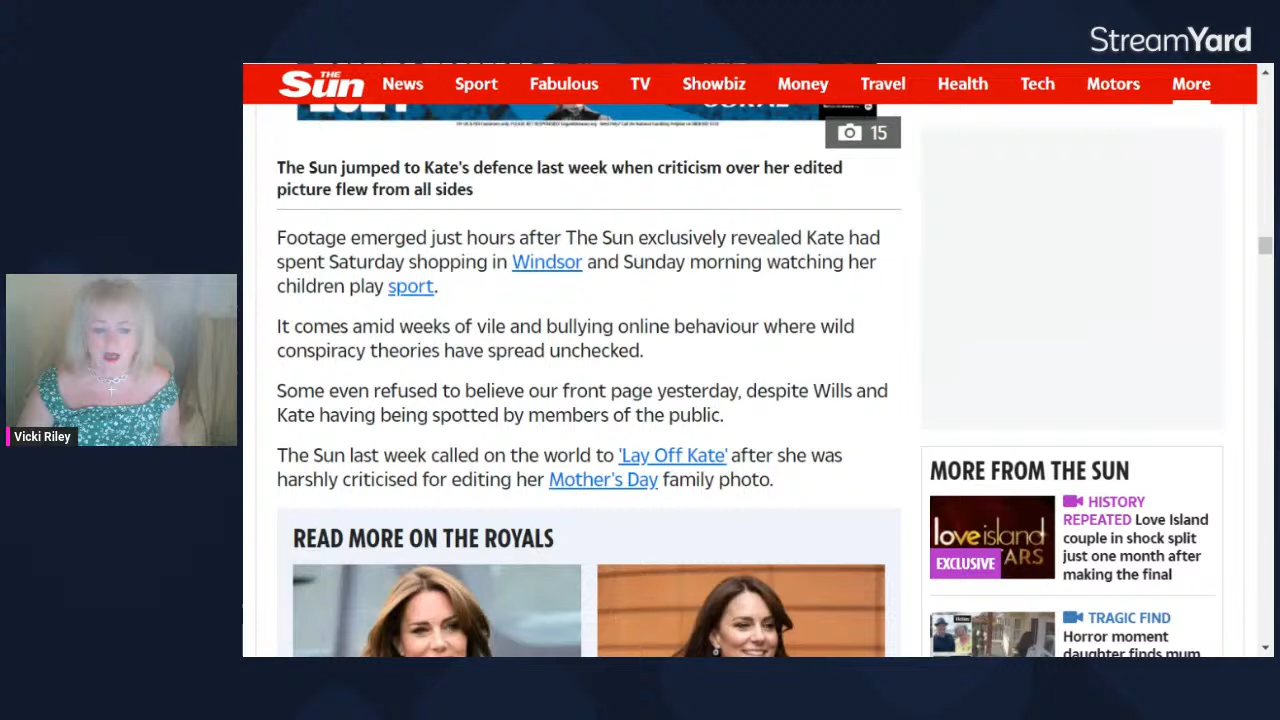 StreamYard
THE Sun News Sport Fabulous TV Showbiz Money Travel Health Tech Motors More
15
The Sun jumped to Kate's defence last week when criticism over her edited
picture flew from all sides
Footage emerged just hours after The Sun exclusively revealed Kate had
spent Saturday shopping in Windsor and Sunday morning watching her
children play sport.
It comes amid weeks of vile and bullying online behaviour where wild
conspiracy theories have spread unchecked.
Some even refused to believe our front page yesterday, despite Wills and
Kate having being spotted by members of the public.
The Sun last week called on the world to 'Lay Off Kate' after she was
harshly criticised for editing her Mother's Day family photo.
READ MORE ON THE ROYALS
MORE FROM THE SUN
love island
EXCLUSIVE
HISTORY
REPEATED Love Island
couple in shock split
just one month after
making the final
TRAGIC FIND
Horror moment
daughter finds mum
Vicki Riley